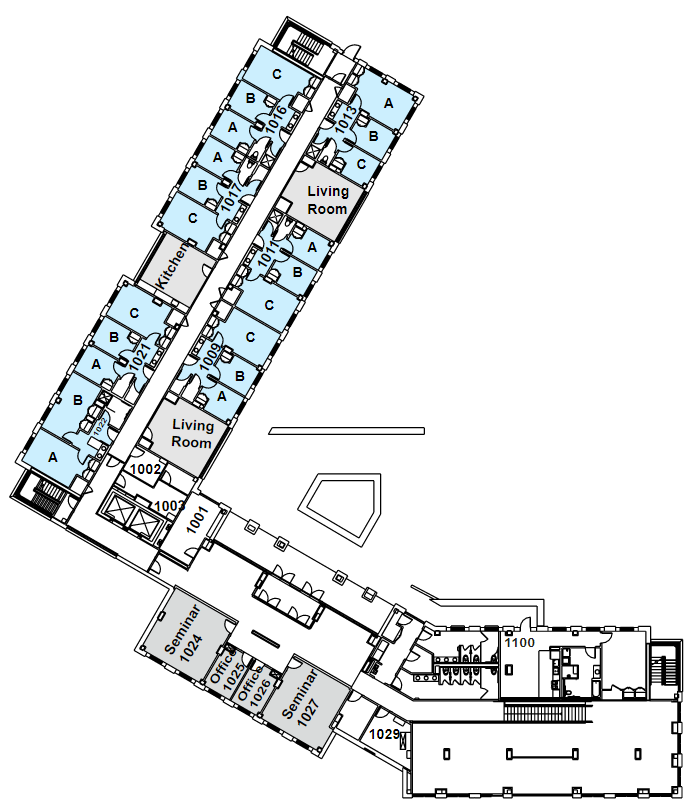 C
B
A
1016
A
B
1017
C
A
1013
B
C
Living
Room
A
1011
B
C
Kitchen
C
B
1021
A
B
1022
A
C
1009
B
A
Living
Room
1002
1003
1001
Seminar
1024
Office
1025
Office
1026
Seminar
1027
1029
1100